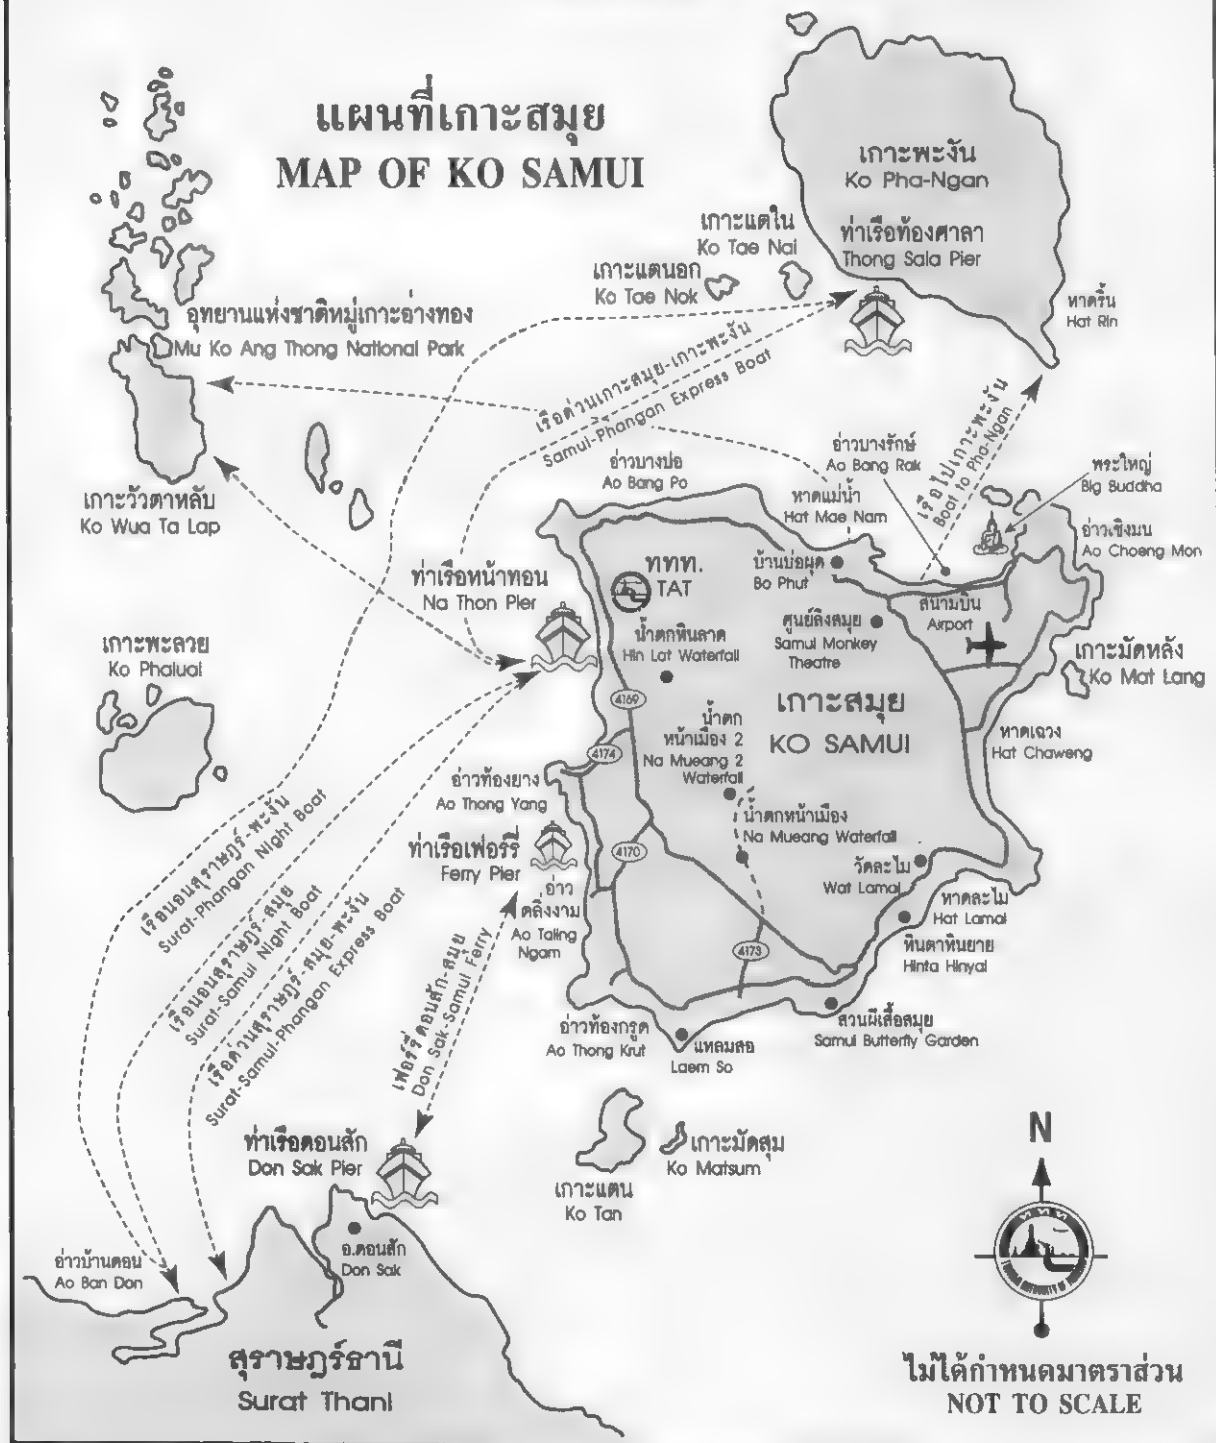 แผนที่เกาะสมุย
MAP OF KO SAMUI
เกาะพะงัน
Ko Pha-Ngan
เกาะแตใน
Ko Tae Nai
ท่าเรือท้องศาลา
Thong Sala Pier
เกาะแตนอก
Ko Tae Nok
หาดริ้น
Hat Rin
อุทยานแห่งชาติหมู่เกาะอ่างทอง
Mu Ko Ang Thong National Park
เรือด่วนเกาะสมุย-เกาะพะงัน
Samui-Phangan Express Boat
เรือไปเกาะพะงัน
Boat to Pha-Ngan
อ่าวบางรักษ์
Ao Bang Rak
พระใหญ่
Big Buddha
อ่าวบางปอ
Ao Bang Po
หาดแม่น้ำ
Hat Mae Nam
เกาะวัวตาหลับ
Ko Wua Ta Lap
อ่าวเชิงมน
Ao Choeng Mon
ท่าเรือหน้าทอน
Na Thon Pier
ททท.
TAT
บ้านบ่อผุด
Bo Phut
สนามบิน
Airport
ศูนย์ลิงสมุย
Samui Monkey
Theatre
น้ำตกหินลาด
Hin Lat Waterfall
เกาะพะลวย
Ko Phaluai
เกาะมัดหลัง
Ko Mat Lang
4169
เกาะสมุย
KO SAMUI
น้ำตก
หน้าเมือง 2
Na Mueang 2
Waterfall
หาดเฉวง
Hat Chaweng
4174
อ่าวท้องยาง
Ao Thong Yang
น้ำตกหน้าเมือง
Na Mueang Waterfall
ท่าเรือเฟอร์รี่
Ferry Pier
4170
วัดละไม
Wat Lamai
อ่าว
ตลิ่งงาม
Ao Taling
Ngam
หาดละไม
Hat Lamai
หินตาหินยาย
Hinta Hinyai
4173
เรือนอนสุราษฎร์-พะงัน
Surat-Phangan Night Boat
เรือนอนสุราษฎร์-สมุย
Surat-Samui Night Boat
เรือด่วนสุราษฎร์-สมุย-พะงัน
Surat-Samui-Phangan Express Boat
เฟอร์รี่ดอนสัก-สมุย
Don Sak-Samui Ferry
อ่าวท้องกรูด
Ao Thong Krut
แหลมสอ
Laem So
สวนผีเสื้อสมุย
Samui Butterfly Garden
ท่าเรือดอนสัก
Don Sak Pier
เกาะมัดสุม
Ko Matsum
เกาะแตน
Ko Tan
N
อ.ดอนสัก
Don Sak
อ่าวบ้านดอน
Ao Ban Don
ททท
สุราษฎร์ธานี
Surat Thani
ไม่ได้กำหนดมาตราส่วน
NOT TO SCALE